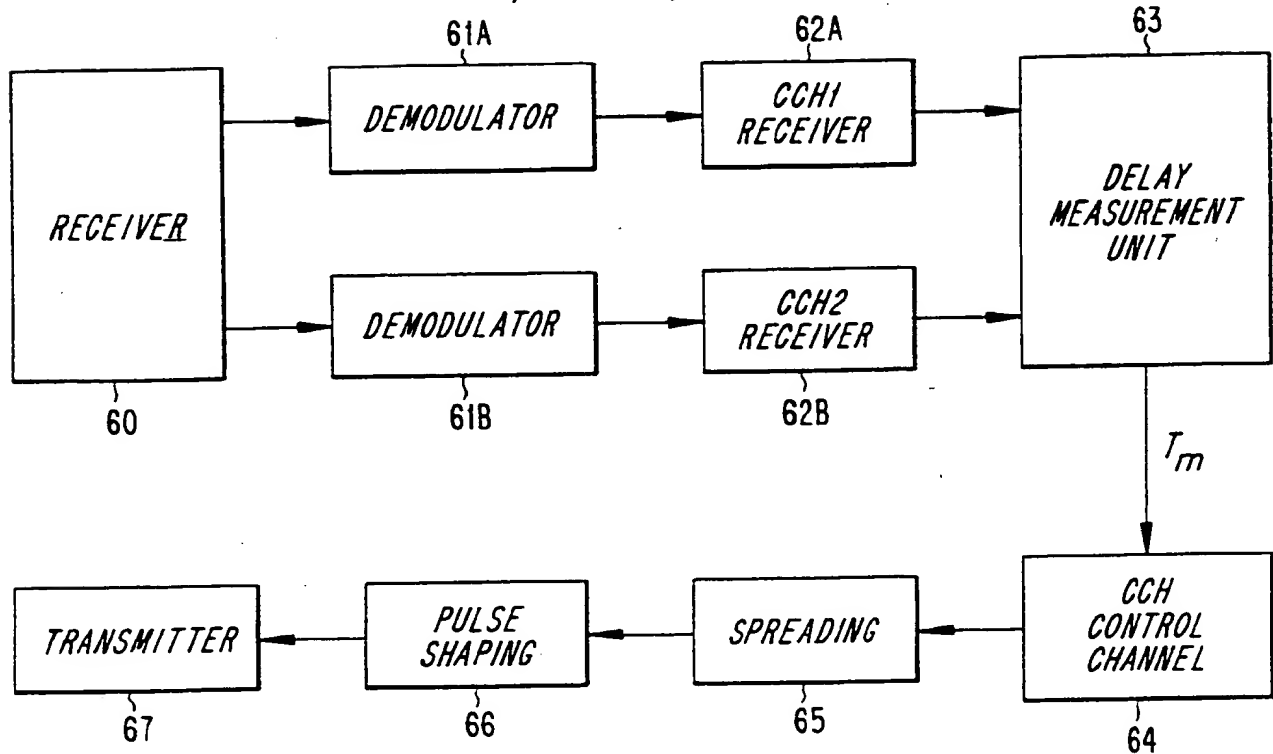 61A
62A
63
DEMODULATOR
CCH1
RECEIVER
RECEIVER
DELAY
MEASUREMENT
UNIT
DEMODULATOR
CCH2
RECEIVER
60
61B
62B
Tm
TRANSMITTER
PULSE
SHAPING
SPREADING
CCH
CONTROL
CHANNEL
67
66
65
64